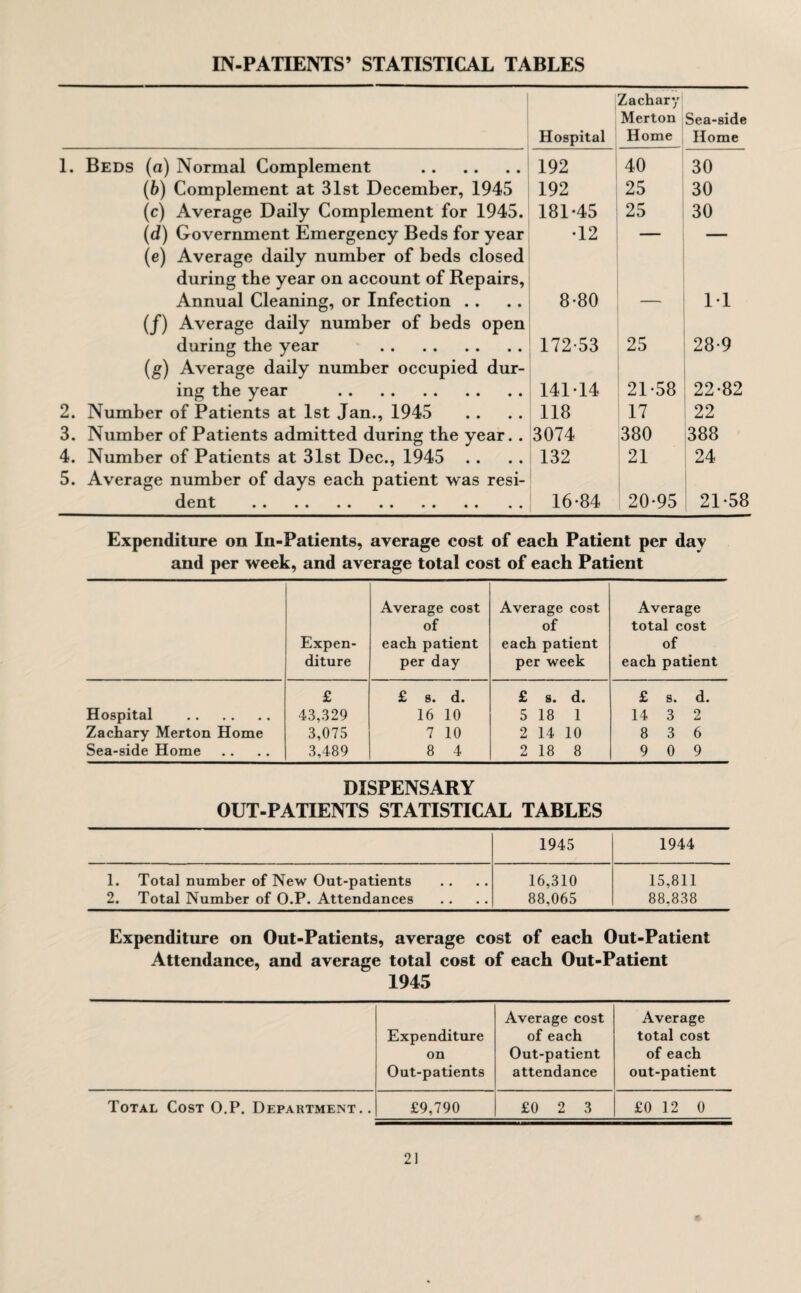 IN-PATIENTS' STATISTICAL TABLES
Hospital | Zachary Merton Home | Sea-side Home
1. BEDS (a) Normal Complement .. .. .. 192 | 40 | 30
(b) Complement at 31st December, 1945 192 | 25 | 30
(c) Average Daily Complement for 1945. 181·45 | 25 | 30
(d) Government Emergency Beds for year ·12 | — | —
(e) Average daily number of beds closed
during the year on account of Repairs,
Annual Cleaning, or Infection .. .. 8·80 | — | 1·1
(f) Average daily number of beds open
during the year .. .. .. .. 172·53 | 25 | 28·9
(g) Average daily number occupied dur-
ing the year .. .. .. .. .. 141·14 | 21·58 | 22·82
2. Number of Patients at 1st Jan., 1945 .. .. 118 | 17 | 22
3. Number of Patients admitted during the year.. 3074 | 380 | 388
4. Number of Patients at 31st Dec., 1945 .. .. 132 | 21 | 24
5. Average number of days each patient was resi-
dent .. .. .. .. .. .. .. 16·84 | 20·95 | 21·58
Expenditure on In-Patients, average cost of each Patient per day
and per week, and average total cost of each Patient
Expen-diture | Average cost of each patient per day | Average cost of each patient per week | Average total cost of each patient
£ | £ s. d. | £ s. d. | £ s. d.
Hospital .. .. .. 43,329 | 16 10 | 5 18 1 | 14 3 2
Zachary Merton Home 3,075 | 7 10 | 2 14 10 | 8 3 6
Sea-side Home .. .. 3,489 | 8 4 | 2 18 8 | 9 0 9
DISPENSARY
OUT-PATIENTS STATISTICAL TABLES
1945 | 1944
1. Total number of New Out-patients .. .. 16,310 | 15,811
2. Total Number of O.P. Attendances .. .. 88,065 | 88,838
Expenditure on Out-Patients, average cost of each Out-Patient
Attendance, and average total cost of each Out-Patient
1945
Expenditure on Out-patients | Average cost of each Out-patient attendance | Average total cost of each out-patient
TOTAL COST O.P. DEPARTMENT.. £9,790 | £0 2 3 | £0 12 0
21